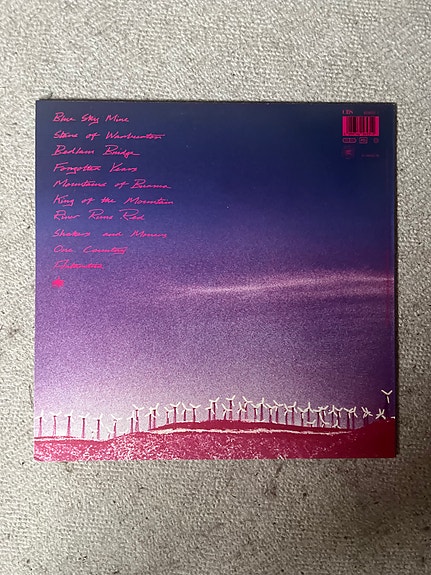 Blue Sky Mine
Stars of Warburton
Bedlam Bridge
Forgotten Years
Mountains of Burma
King of the Mountain
River Runs Red
Shakers and Movers
One Country
Antarctica